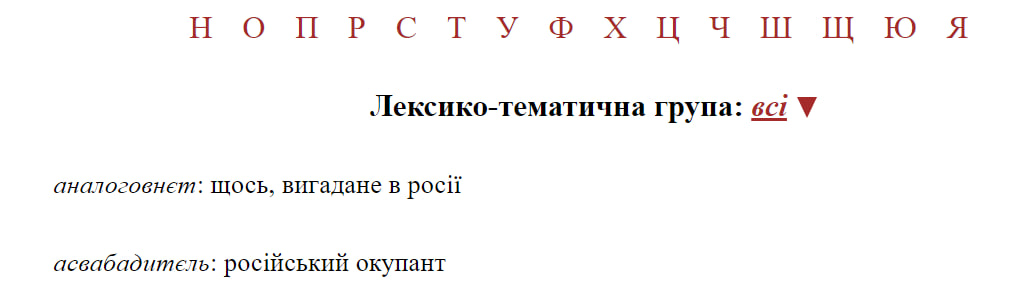 Н О П Р С Т У Ф Х Ц Ч Ш Щ Ю Я
Лексико-тематична група: всі ▼
аналоговнєт: щось, вигадане в росії
асвабадитєль: російський окупант